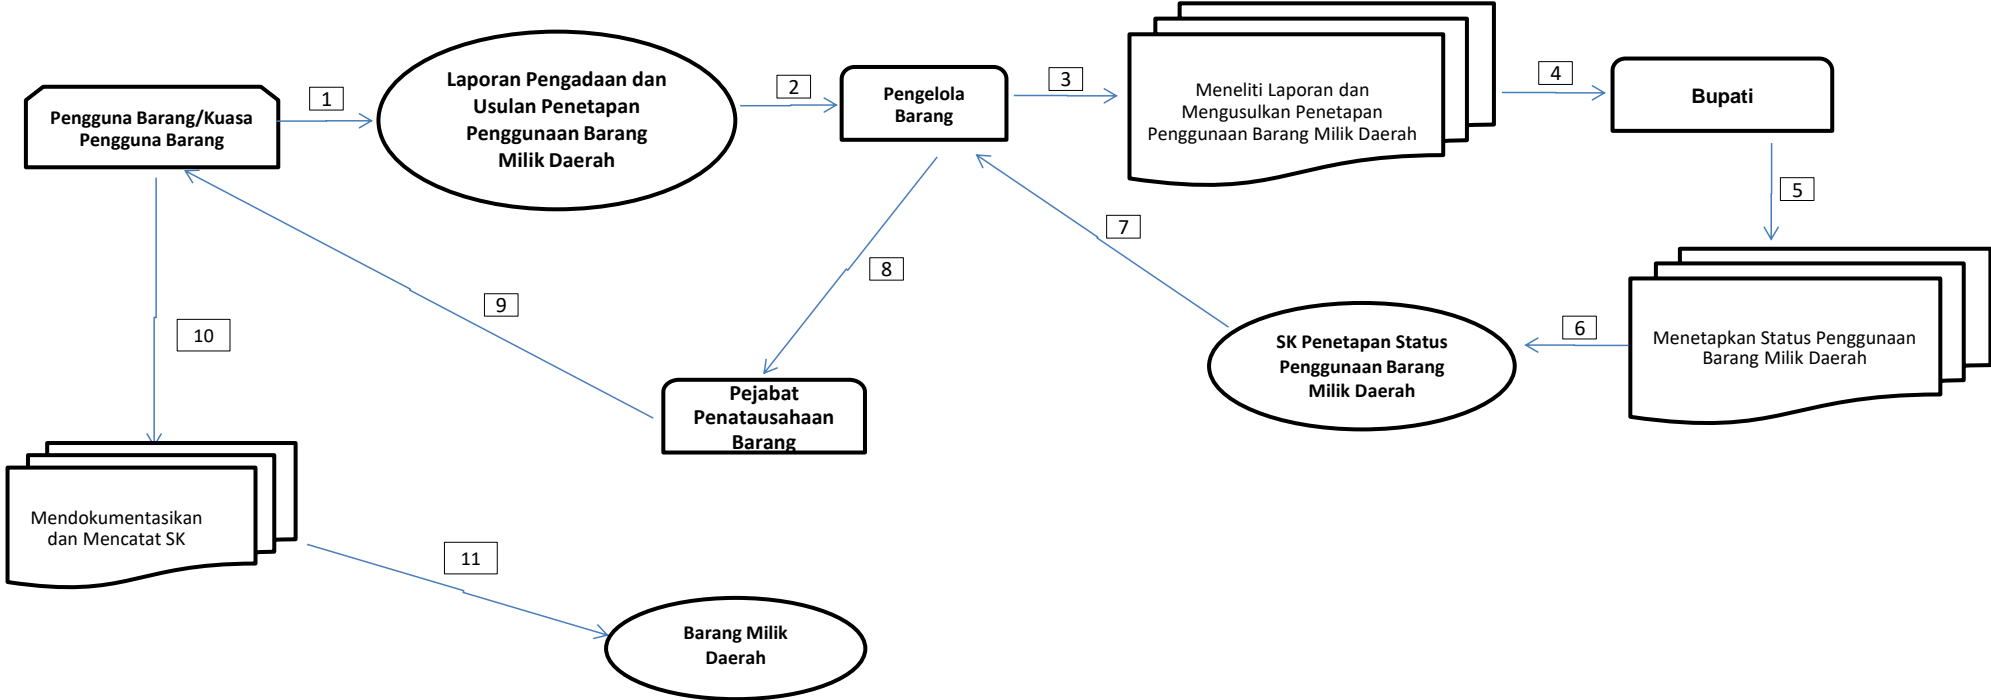 Pengguna Barang/Kuasa
Pengguna Barang
1
Laporan Pengadaan dan
Usulan Penetapan
Penggunaan Barang
Milik Daerah
2
Pengelola
Barang
3
Meneliti Laporan dan
Mengusulkan Penetapan
Penggunaan Barang Milik Daerah
4
Bupati
5
Menetapkan Status Penggunaan
Barang Milik Daerah
6
SK Penetapan Status
Penggunaan Barang
Milik Daerah
7
8
Pejabat
Penatausahaan
Barang
9
10
Mendokumentasikan
dan Mencatat SK
11
Barang Milik
Daerah